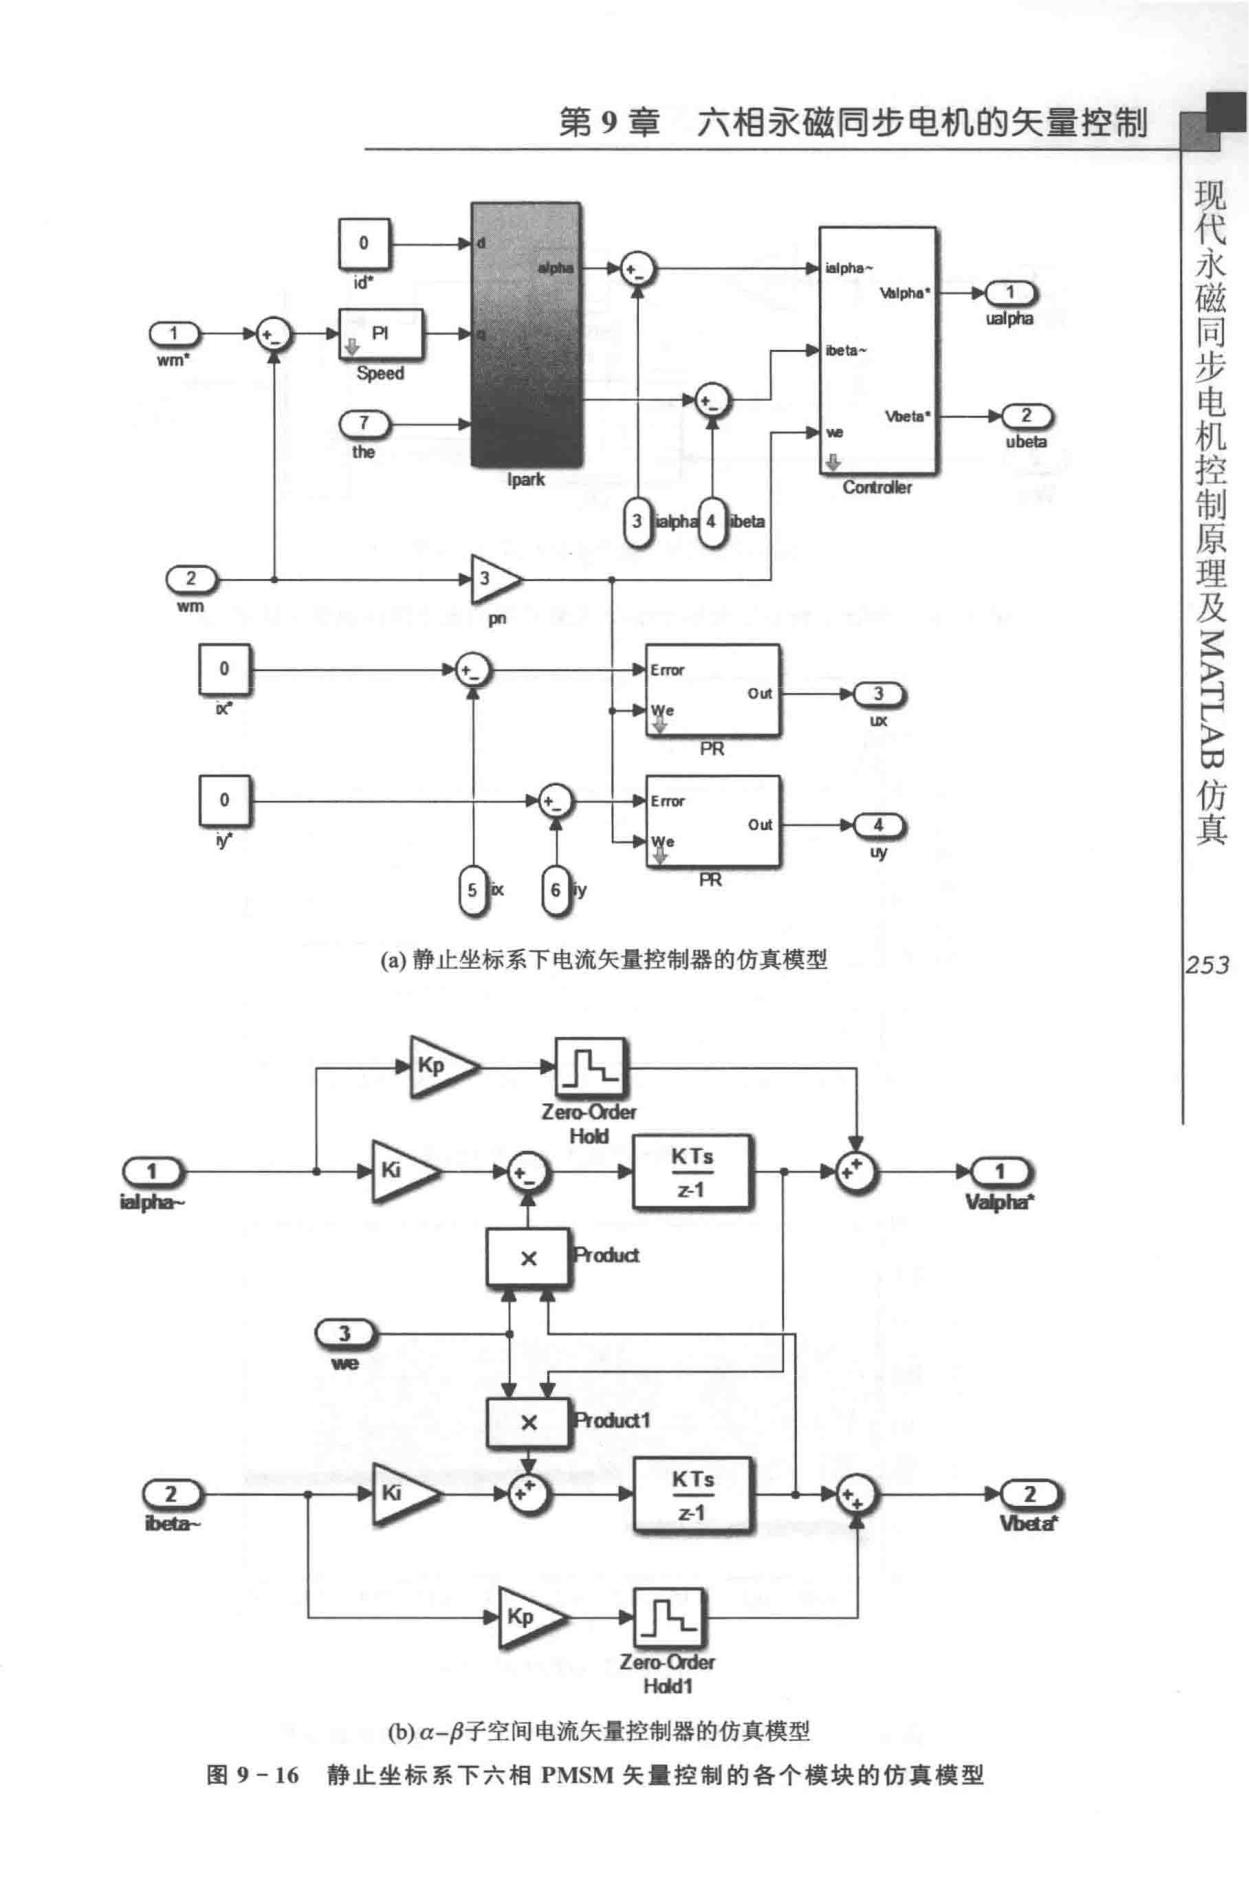 第 9 章 六相永磁同步电机的矢量控制
现代永磁同步电机控制原理及MATLAB仿真
253
0
id*
d
alpha
ialpha~
Valpha*
1
ualpha
1
wm*
PI
Speed
q
ibeta~
7
the
Vbeta*
2
ubeta
we
Ipark
Controller
3
ialpha
4
ibeta
2
wm
3
pn
0
ix*
Error
Out
We
PR
3
ux
0
iy*
Error
Out
We
PR
4
uy
5
ix
6
iy
(a) 静止坐标系下电流矢量控制器的仿真模型
Kp
Zero-Order
Hold
1
ialpha~
Ki
KTs
z-1
1
Valpha*
×
Product
3
we
×
Product1
2
ibeta~
Ki
KTs
z-1
2
Vbeta*
Kp
Zero-Order
Hold1
(b) α-β子空间电流矢量控制器的仿真模型
图 9-16 静止坐标系下六相 PMSM 矢量控制的各个模块的仿真模型